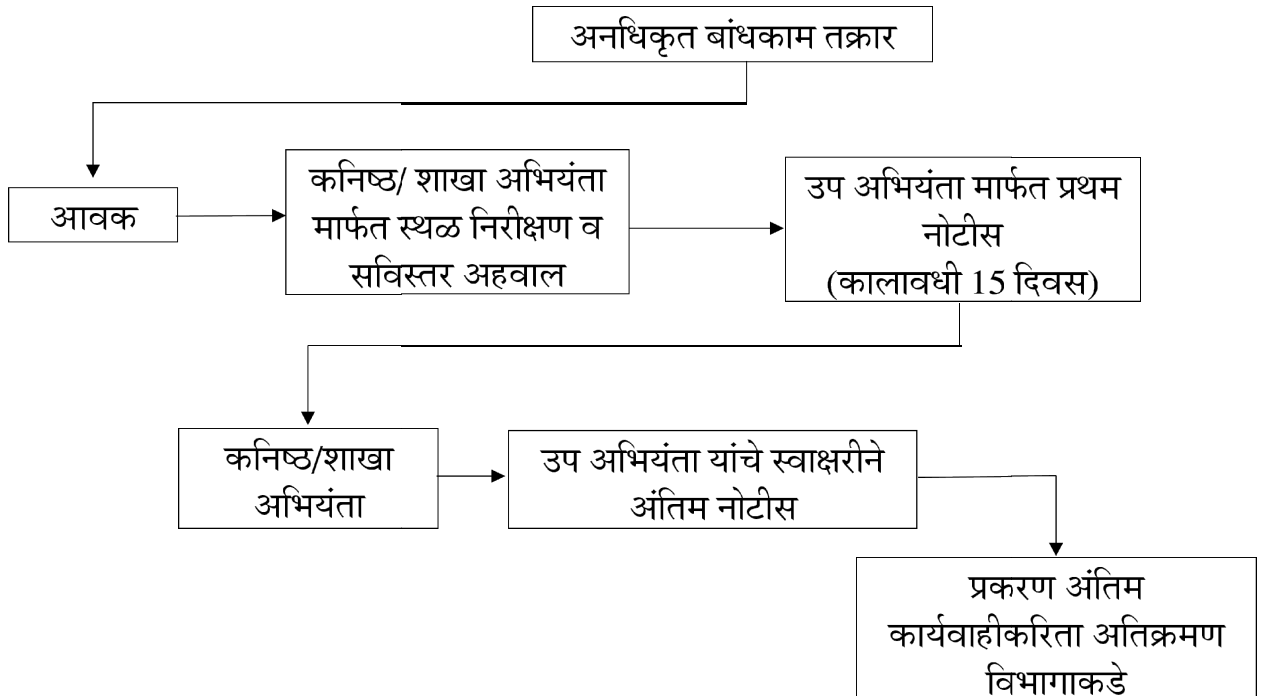 अनधिकृत बांधकाम तक्रार
आवक
कनिष्ठ/ शाखा अभियंता
मार्फत स्थळ निरीक्षण व
सविस्तर अहवाल
उप अभियंता मार्फत प्रथम
नोटीस
(कालावधी 15 दिवस)
कनिष्ठ/शाखा
अभियंता
उप अभियंता यांचे स्वाक्षरीने
अंतिम नोटीस
प्रकरण अंतिम
कार्यवाहीकरिता अतिक्रमण
विभागाकडे